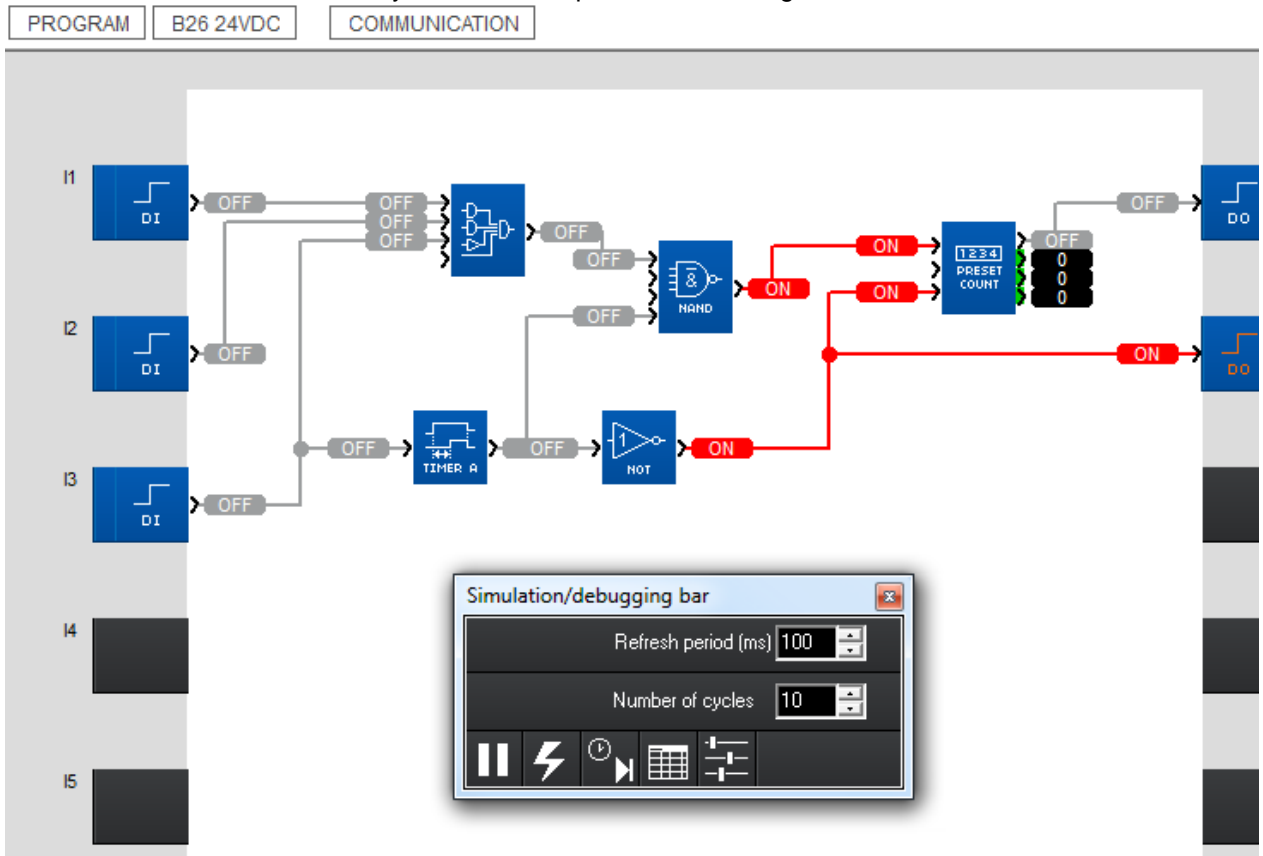 PROGRAM B26 24VDC COMMUNICATION
I1
DI
OFF
OFF
OFF
OFF
OFF
OFF
&
NAND
OFF
ON
ON
ON
1234
PRESET
COUNT
OFF
0
0
0
OFF
DO
I2
DI
OFF
ON
DO
OFF
TIMER A
OFF
1
NOT
ON
I3
DI
OFF
Simulation/debugging bar
Refresh period (ms) 100
Number of cycles 10
I4
I5